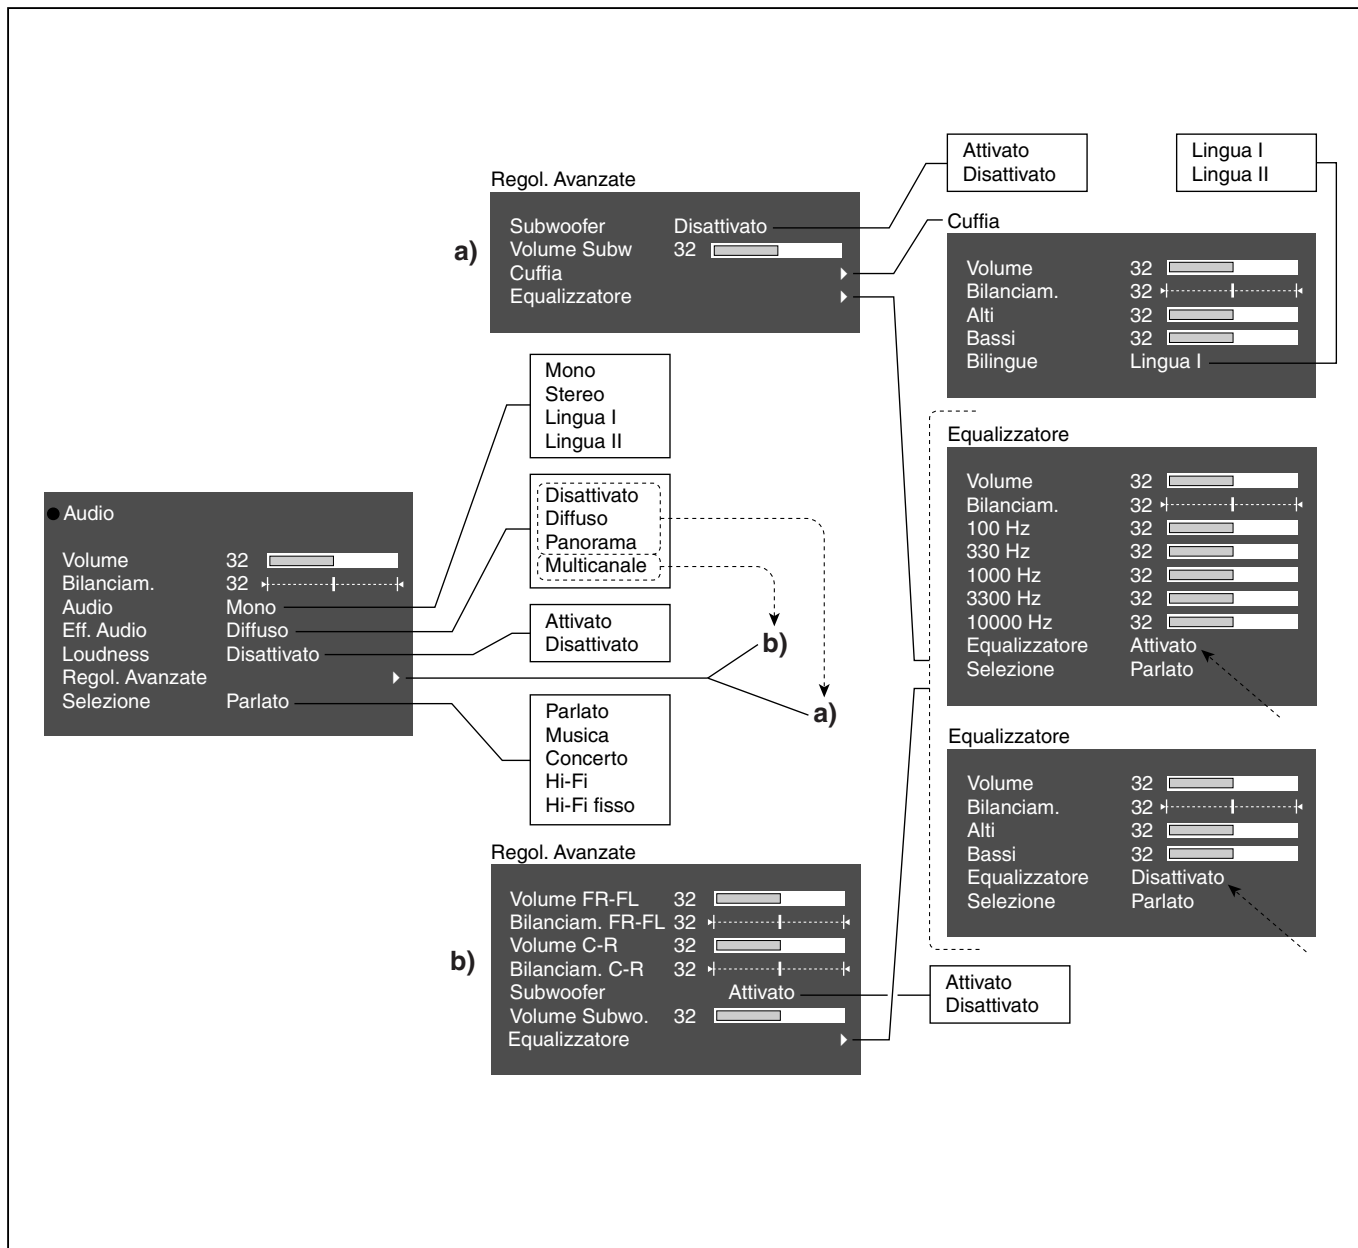 Attivato
Disattivato
Lingua I
Lingua II
Regol. Avanzate
a)
Subwoofer Disattivato
Volume Subw 32
Cuffia
Equalizzatore
Cuffia
Volume 32
Bilanciam. 32
Alti 32
Bassi 32
Bilingue Lingua I
Mono
Stereo
Lingua I
Lingua II
Disattivato
Diffuso
Panorama
Multicanale
Attivato
Disattivato
b)
a)
Parlato
Musica
Concerto
Hi-Fi
Hi-Fi fisso
Audio
Volume 32
Bilanciam. 32
Audio Mono
Eff. Audio Diffuso
Loudness Disattivato
Regol. Avanzate
Selezione Parlato
Equalizzatore
Volume 32
Bilanciam. 32
100 Hz 32
330 Hz 32
1000 Hz 32
3300 Hz 32
10000 Hz 32
Equalizzatore Attivato
Selezione Parlato
Equalizzatore
Volume 32
Bilanciam. 32
Alti 32
Bassi 32
Equalizzatore Disattivato
Selezione Parlato
Regol. Avanzate
b)
Volume FR-FL 32
Bilanciam. FR-FL 32
Volume C-R 32
Bilanciam. C-R 32
Subwoofer Attivato
Volume Subwo. 32
Equalizzatore
Attivato
Disattivato